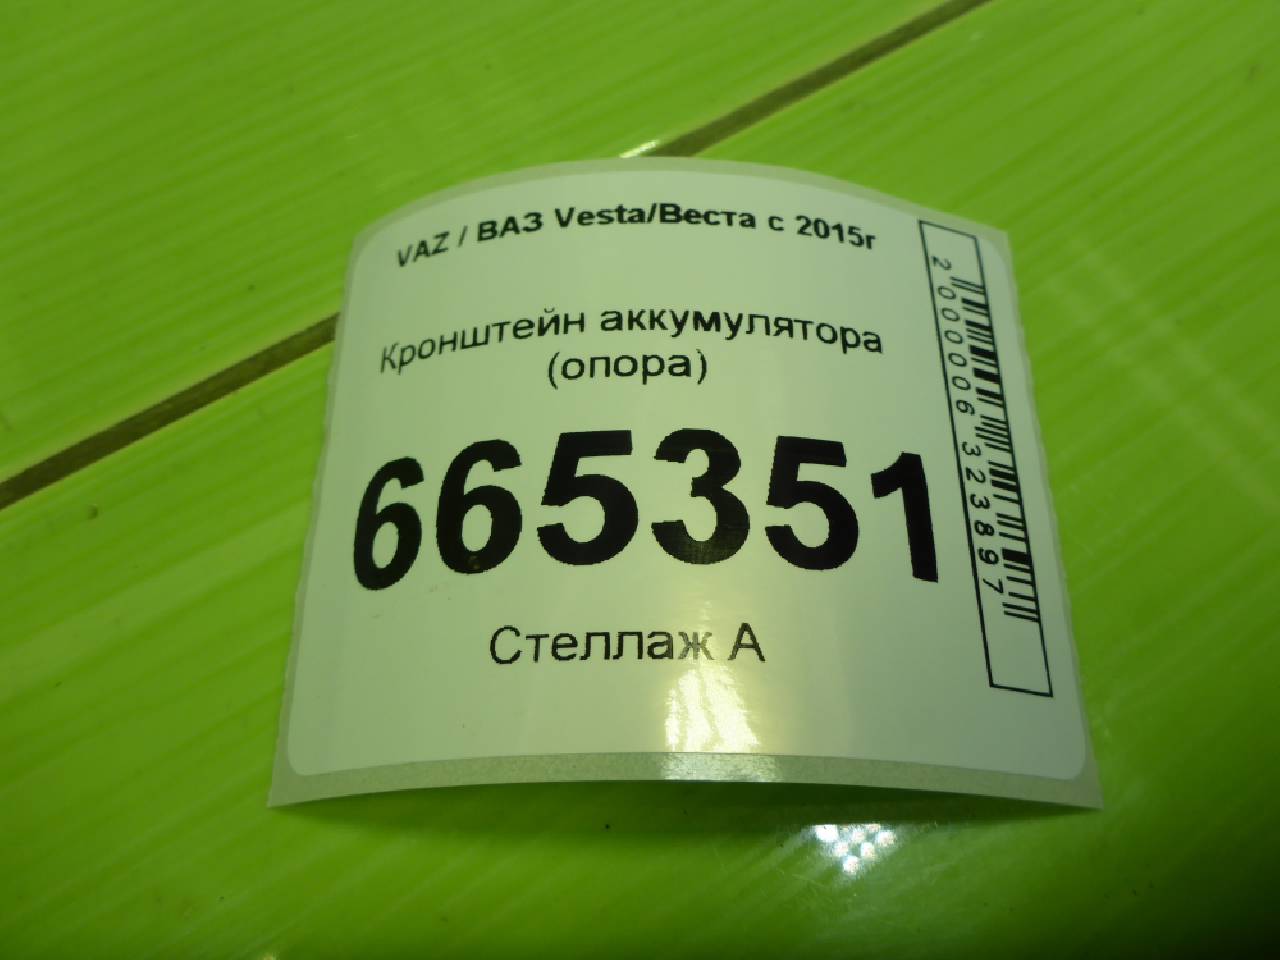 VAZ / ВАЗ Vesta/Веста с 2015г
Кронштейн аккумулятора
(опора)
665351
Стеллаж А
2000006323897